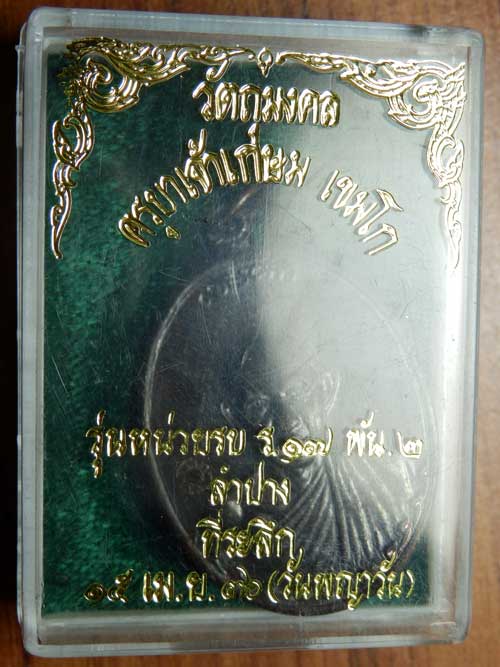 วัตถุมงคล
ครูบาเจ้าเกษม เขมโก
รุ่นหน่วยรบ ร.๑๗ พัน.๒
ลำปาง
ที่ระลึก
๑๕ เม.ย. ๓๖ (วันพญาวัน)